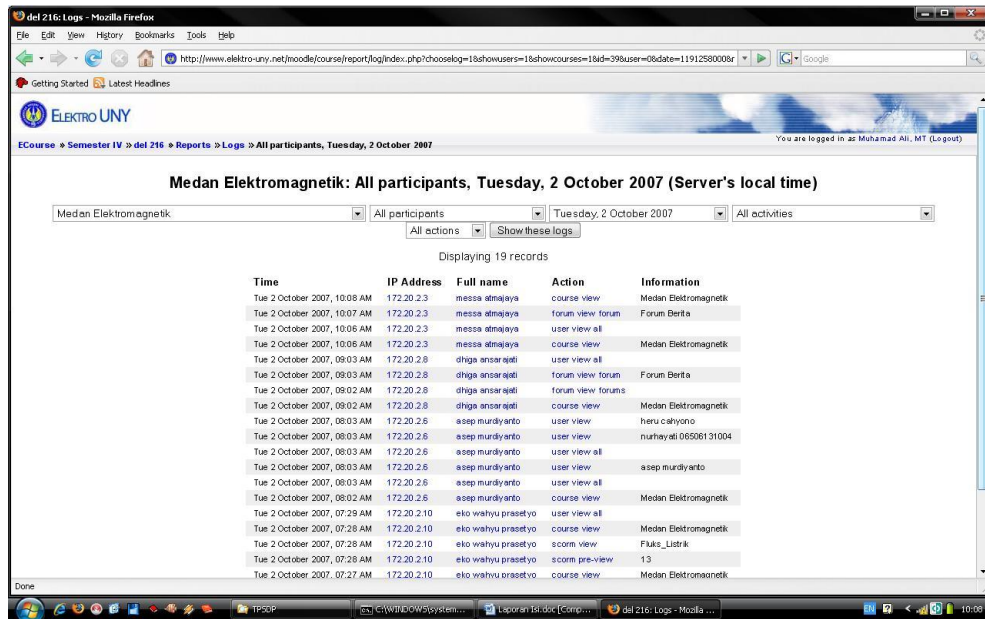 del 216: Logs - Mozilla Firefox
File Edit View History Bookmarks Tools Help
http://www.elektro-uny.net/moodle/course/report/log/index.php?chooselog=1&showusers=1&showcourses=1&id=39&user=0&date=1191258000&r
Google
Getting Started Latest Headlines
ELEKTRO UNY
You are logged in as Muhamad Ali, MT (Logout)
ECourse » Semester IV » del 216 » Reports » Logs » All participants, Tuesday, 2 October 2007
Medan Elektromagnetik: All participants, Tuesday, 2 October 2007 (Server's local time)
Medan Elektromagnetik All participants Tuesday, 2 October 2007 All activities
All actions Show these logs
Displaying 19 records
Time IP Address Full name Action Information
Tue 2 October 2007, 10:08 AM 172.20.2.3 messa atmajaya course view Medan Elektromagnetik
Tue 2 October 2007, 10:07 AM 172.20.2.3 messa atmajaya forum view forum Forum Berita
Tue 2 October 2007, 10:06 AM 172.20.2.3 messa atmajaya user view all
Tue 2 October 2007, 10:06 AM 172.20.2.3 messa atmajaya course view Medan Elektromagnetik
Tue 2 October 2007, 09:03 AM 172.20.2.8 dhiga ansarajati user view all
Tue 2 October 2007, 09:03 AM 172.20.2.8 dhiga ansarajati forum view forum Forum Berita
Tue 2 October 2007, 09:02 AM 172.20.2.8 dhiga ansarajati forum view forums
Tue 2 October 2007, 09:02 AM 172.20.2.8 dhiga ansarajati course view Medan Elektromagnetik
Tue 2 October 2007, 08:03 AM 172.20.2.6 asep murdiyanto user view heru cahyono
Tue 2 October 2007, 08:03 AM 172.20.2.6 asep murdiyanto user view nurhayati 06506131004
Tue 2 October 2007, 08:03 AM 172.20.2.6 asep murdiyanto user view all
Tue 2 October 2007, 08:03 AM 172.20.2.6 asep murdiyanto user view asep murdiyanto
Tue 2 October 2007, 08:03 AM 172.20.2.6 asep murdiyanto user view all
Tue 2 October 2007, 08:02 AM 172.20.2.6 asep murdiyanto course view Medan Elektromagnetik
Tue 2 October 2007, 07:29 AM 172.20.2.10 eko wahyu prasetyo user view all
Tue 2 October 2007, 07:28 AM 172.20.2.10 eko wahyu prasetyo course view Medan Elektromagnetik
Tue 2 October 2007, 07:28 AM 172.20.2.10 eko wahyu prasetyo scorm view Fluks_Listrik
Tue 2 October 2007, 07:28 AM 172.20.2.10 eko wahyu prasetyo scorm pre-view 13
Tue 2 October 2007, 07:27 AM 172.20.2.10 eko wahyu prasetyo course view Medan Elektromagnetik
Done
TPSDP C:\WINDOWS\system... Laporan Isi.doc [Comp... del 216: Logs - Mozilla ... EN 10:08